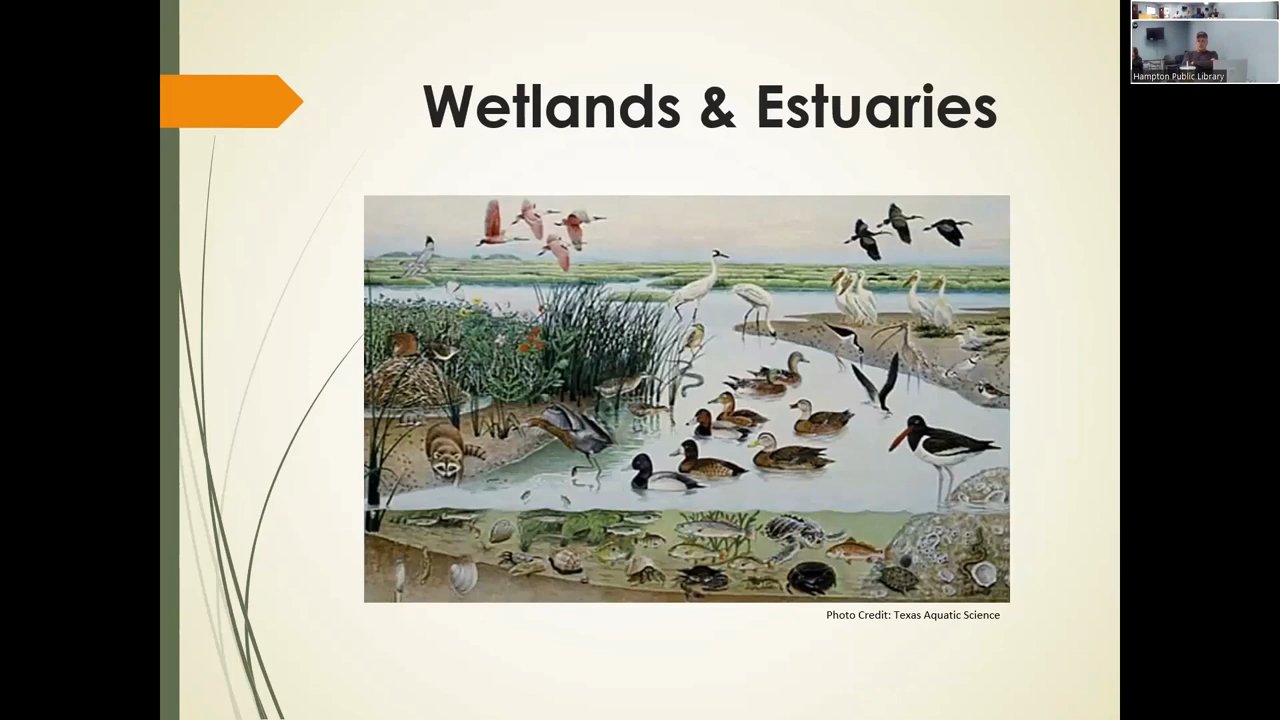 Wetlands & Estuaries
Photo Credit: Texas Aquatic Science
Hampton Public Library